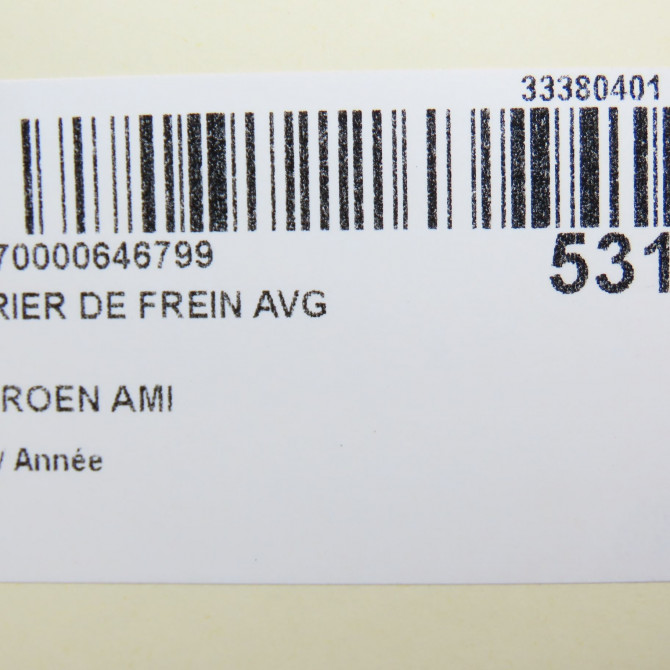 33380401
70000646799
531
RIER DE FREIN AVG
ROEN AMI
/ Année